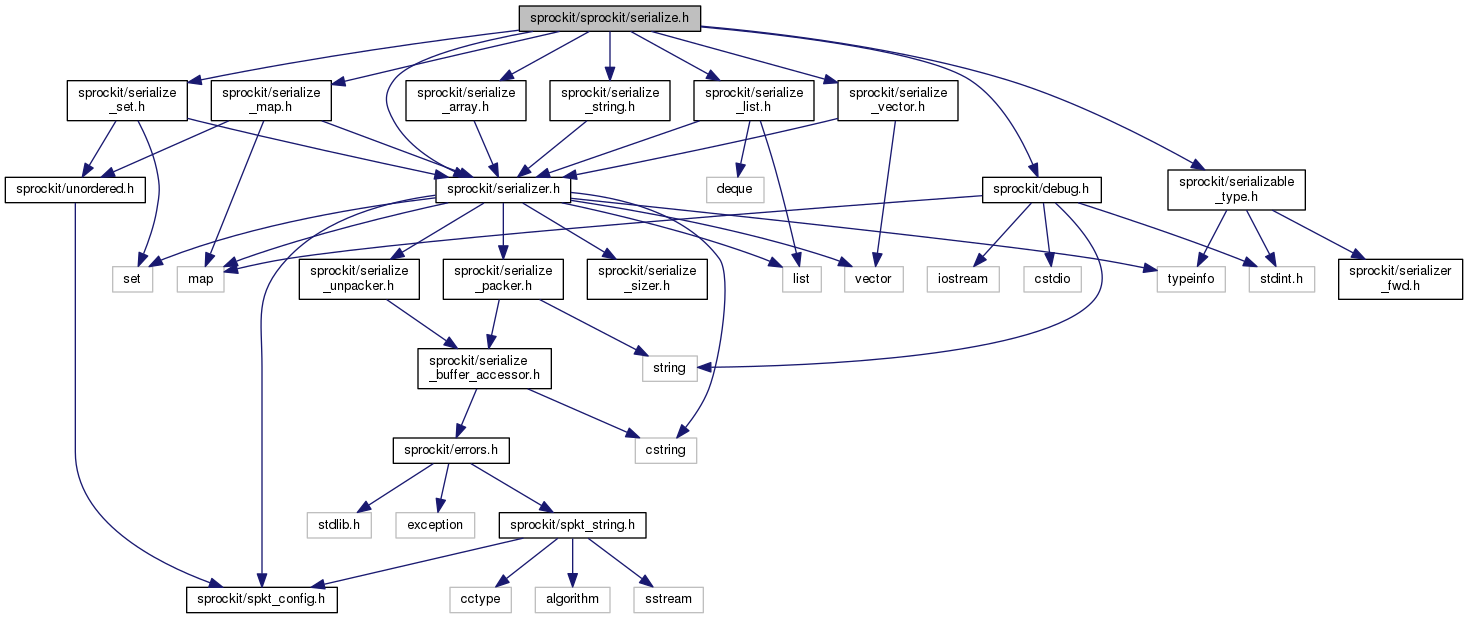 sprockit/sprockit/serialize.h
sprockit/serialize
_set.h
sprockit/serialize
_map.h
sprockit/serialize
_array.h
sprockit/serialize
_string.h
sprockit/serialize
_list.h
sprockit/serialize
_vector.h
sprockit/unordered.h
sprockit/serializer.h
deque
sprockit/debug.h
sprockit/serializable
_type.h
set
map
sprockit/serialize
_unpacker.h
sprockit/serialize
_packer.h
sprockit/serialize
_sizer.h
list
vector
iostream
cstdio
typeinfo
stdint.h
sprockit/serializer
_fwd.h
sprockit/serialize
_buffer_accessor.h
string
sprockit/errors.h
cstring
stdlib.h
exception
sprockit/spkt_string.h
sprockit/spkt_config.h
cctype
algorithm
sstream